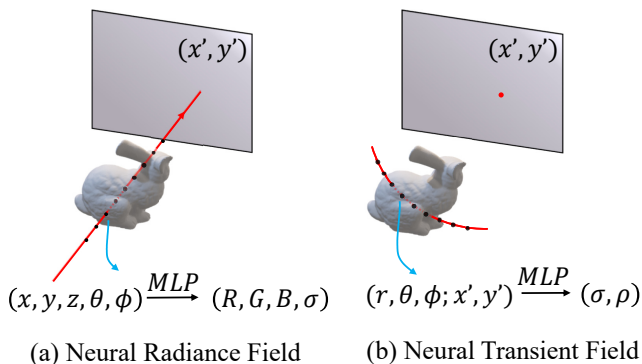 (x’, y’) (x’, y’)
(x, y, z, θ, ϕ) MLP (R, G, B, σ) (r, θ, ϕ; x’, y’) MLP (σ, ρ)
(a) Neural Radiance Field (b) Neural Transient Field